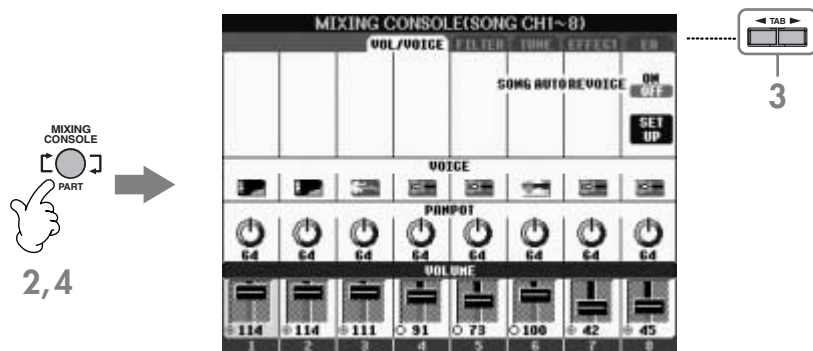 MIXING CONSOLE(SONG CH1~8)
VOL/VOICE FILTER TUNE EFFECT EQ
◄ TAB ►
3
SONG AUTO REVOICE ON
OFF
SET
UP
MIXING
CONSOLE
PART
2,4
VOICE
PANPOT
64 64 64 64 64 64 64 64
VOLUME
114 114 111 91 73 100 42 45
1 2 3 4 5 6 7 8